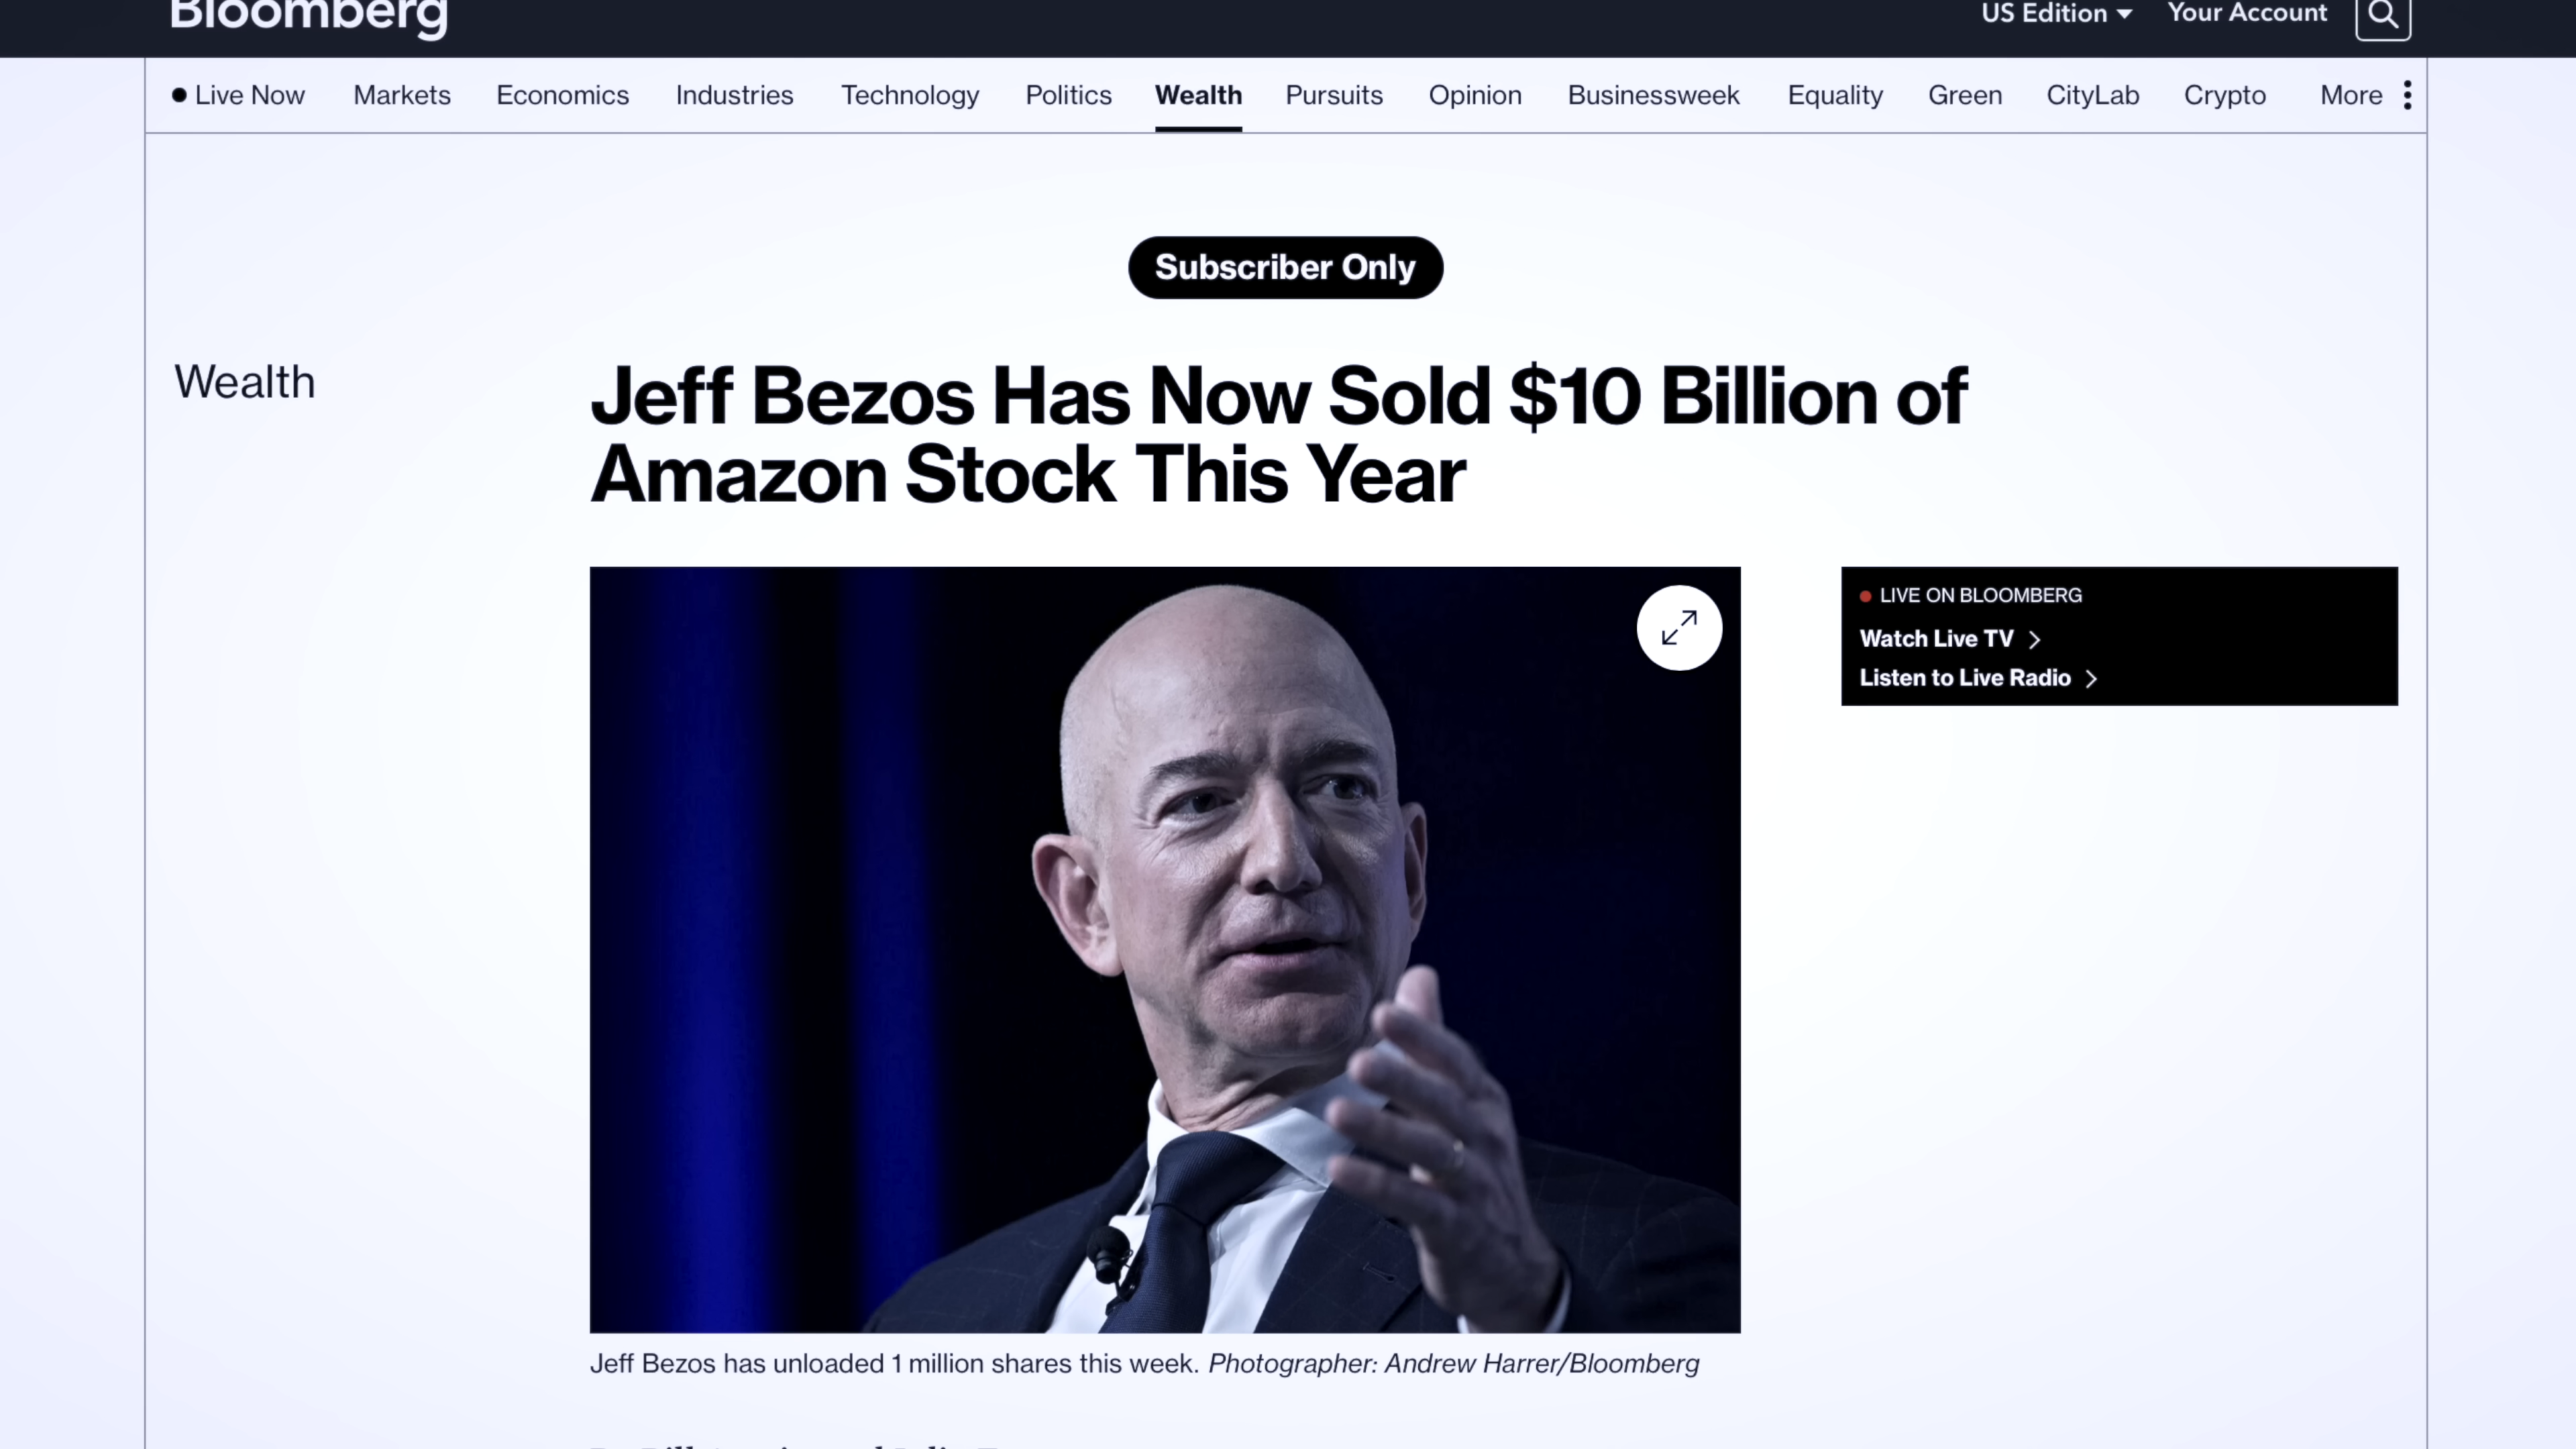 Bloomberg
US Edition
Your Account
Live Now Markets Economics Industries Technology Politics Wealth Pursuits Opinion Businessweek Equality Green CityLab Crypto More
Subscriber Only
Wealth
Jeff Bezos Has Now Sold $10 Billion of
Amazon Stock This Year
LIVE ON BLOOMBERG
Watch Live TV
Listen to Live Radio
Jeff Bezos has unloaded 1 million shares this week. Photographer: Andrew Harrer/Bloomberg